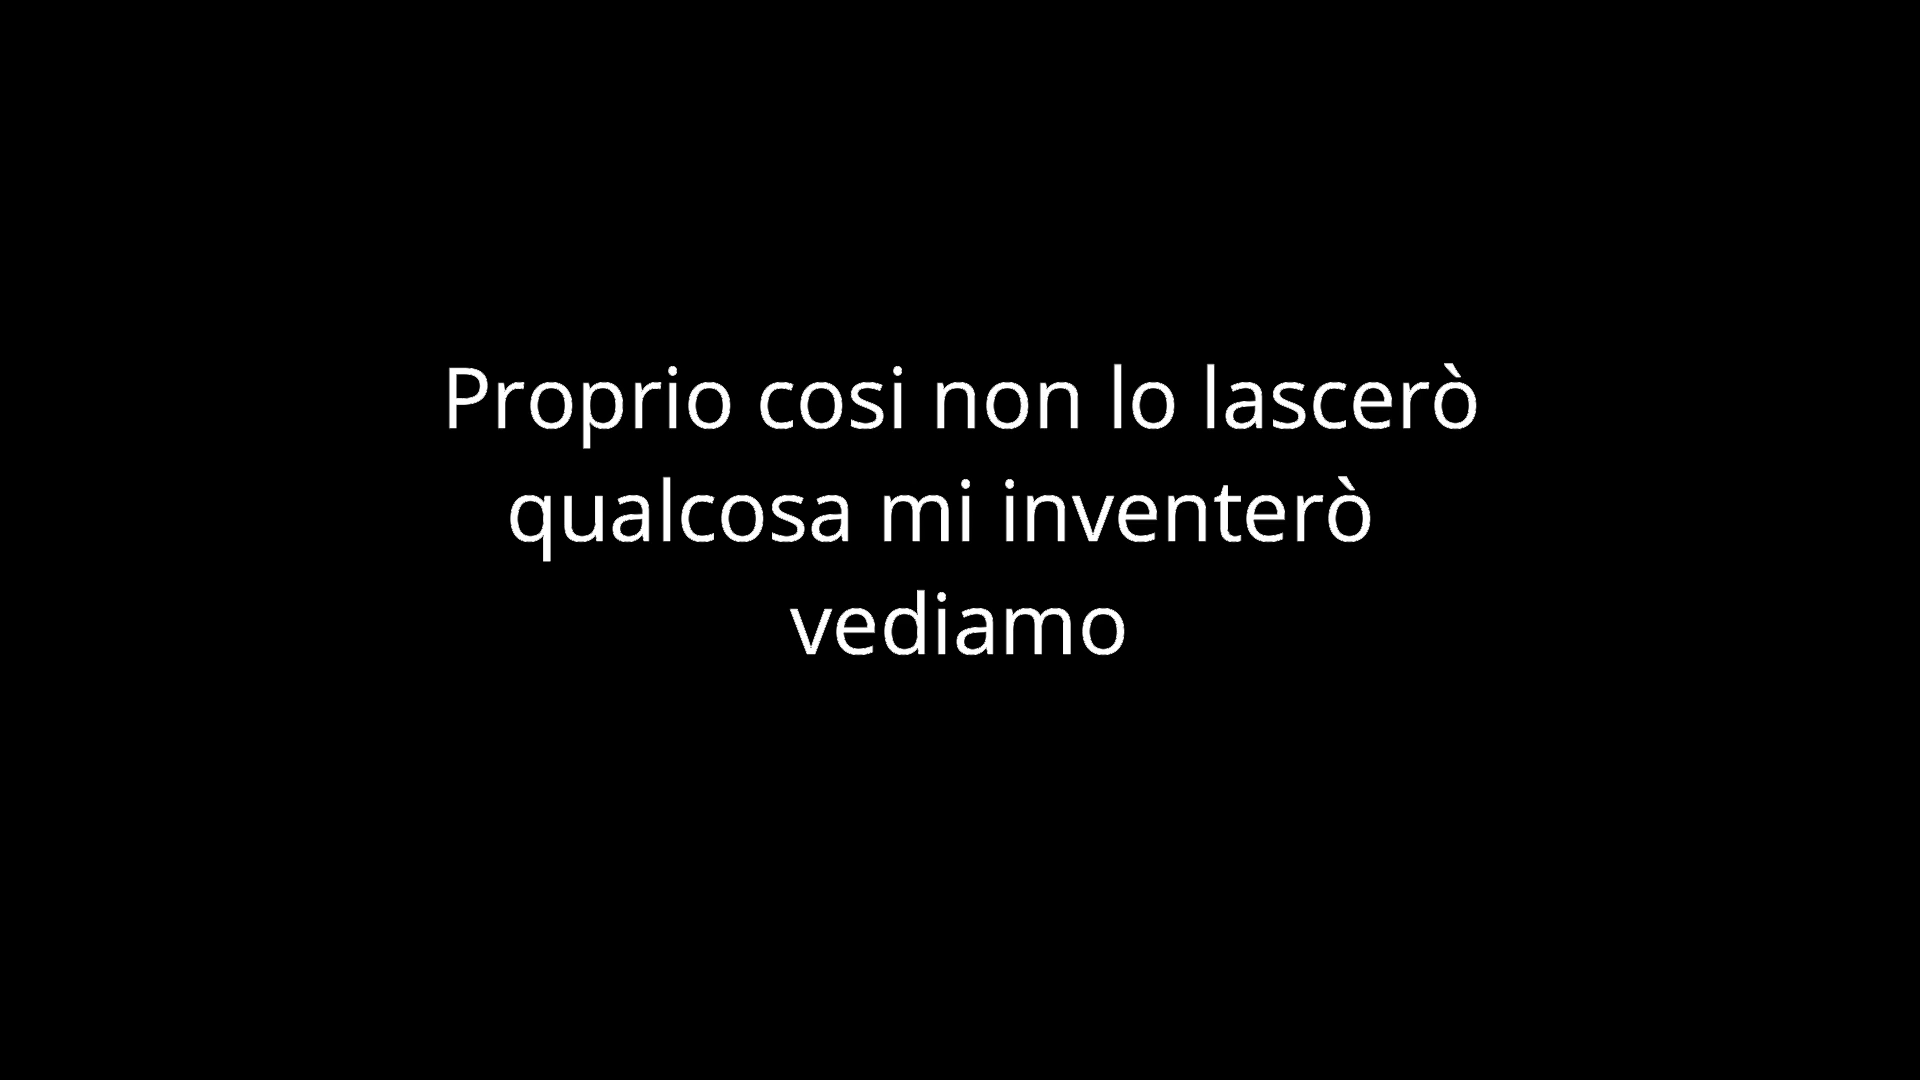 Proprio cosi non lo lascerò
qualcosa mi inventerò
vediamo